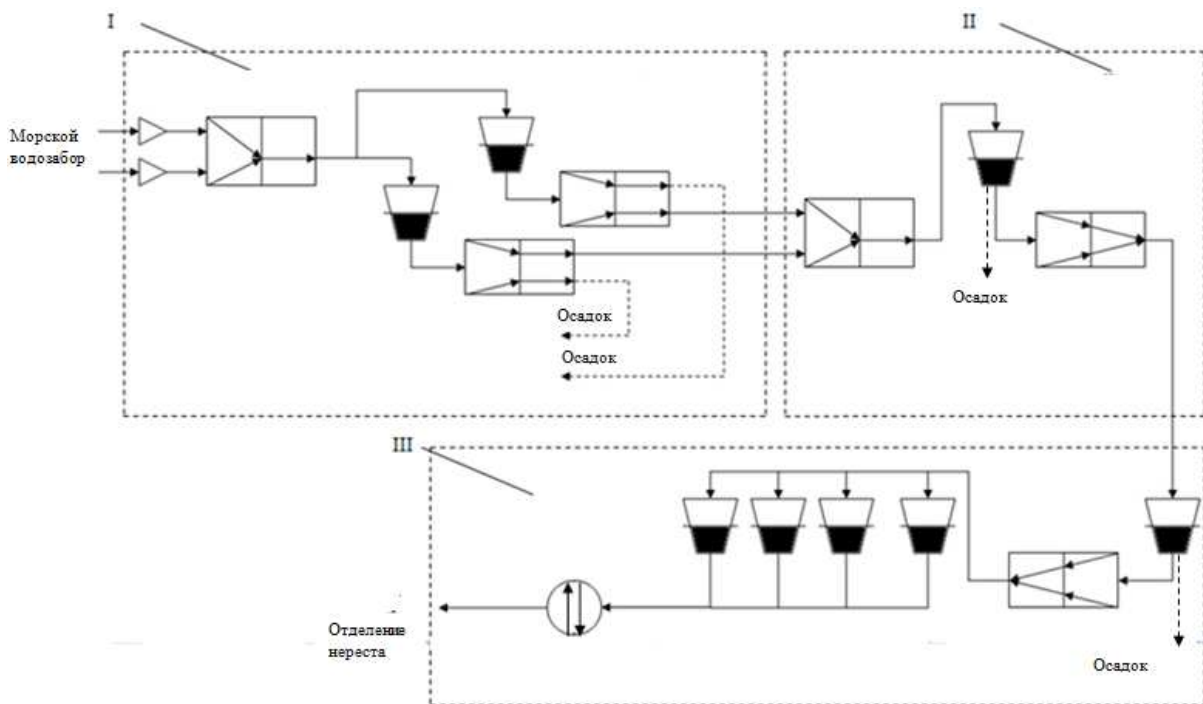 I
II
Морской
водозабор
Осадок
Осадок
Осадок
III
Отделение
нереста
Осадок